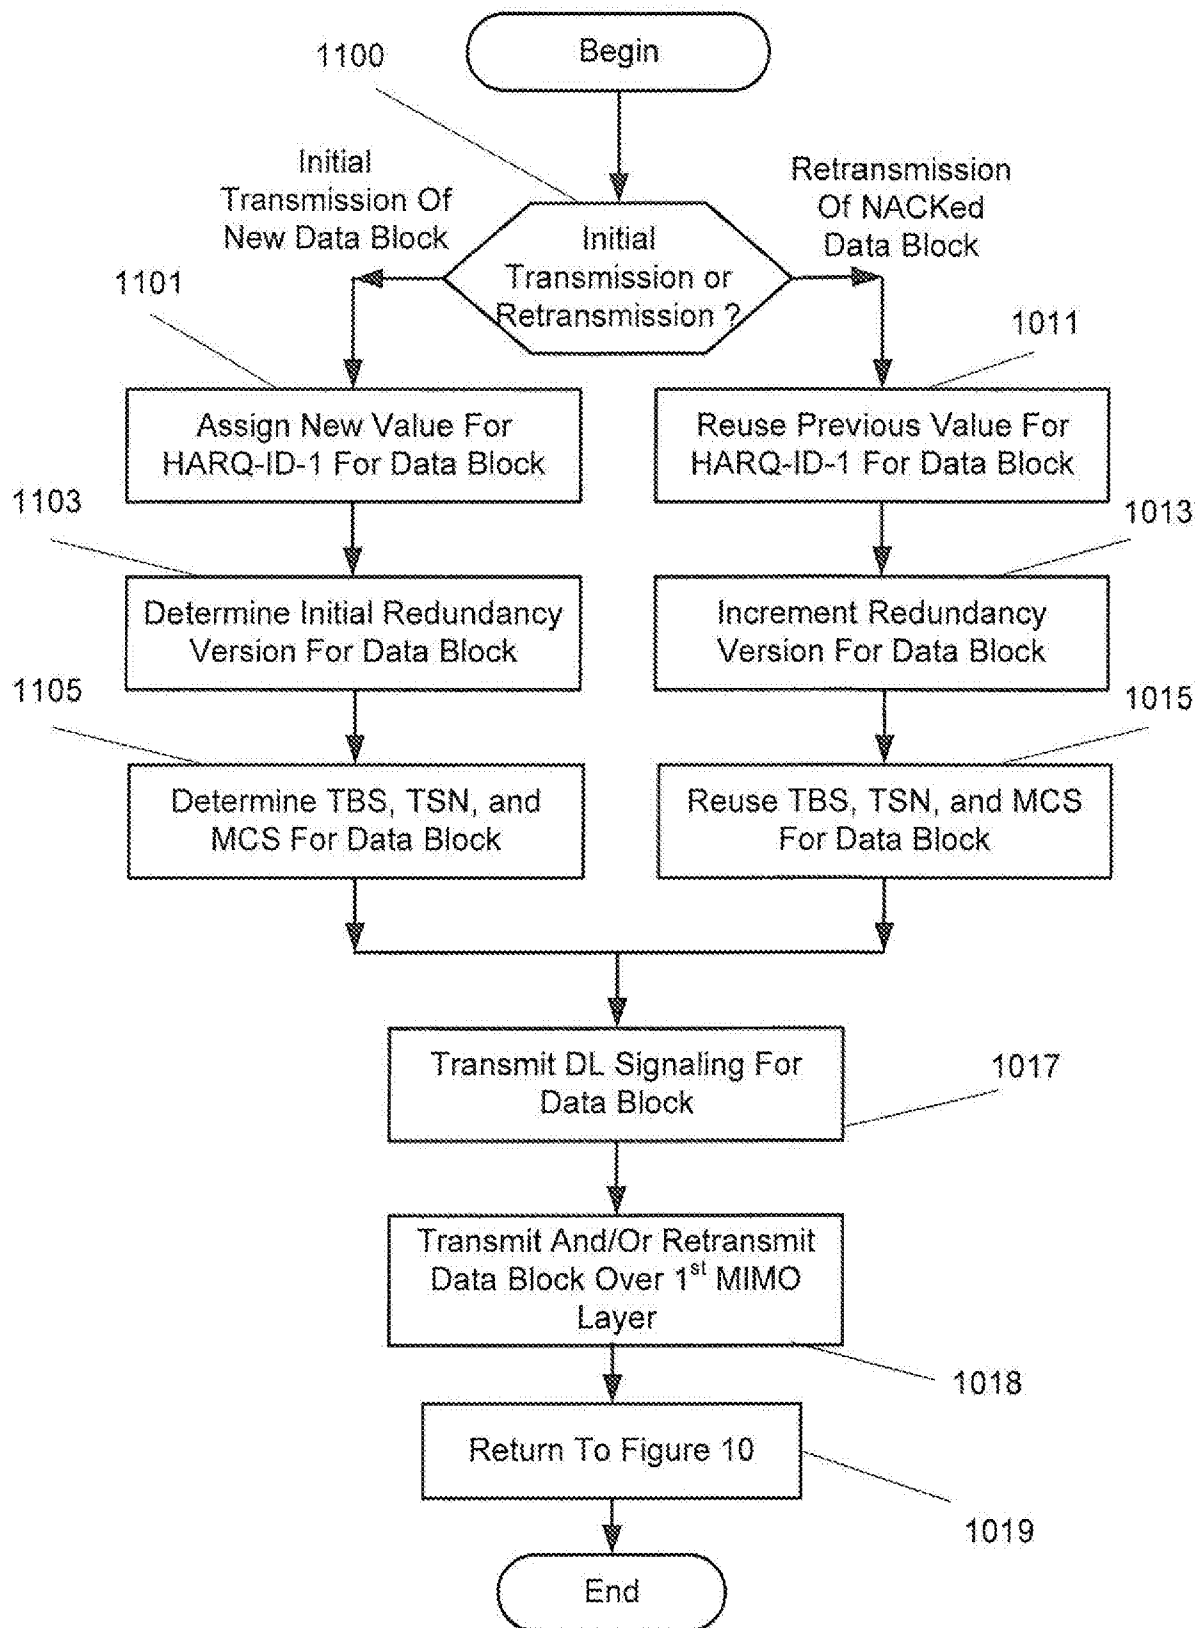 Begin
1100
Initial
Transmission Of
New Data Block
Retransmission
Of NACKed
Data Block
Initial
Transmission or
Retransmission ?
1101
1011
Assign New Value For
HARQ-ID-1 For Data Block
Reuse Previous Value For
HARQ-ID-1 For Data Block
1103
1013
Determine Initial Redundancy
Version For Data Block
Increment Redundancy
Version For Data Block
1105
1015
Determine TBS, TSN, and
MCS For Data Block
Reuse TBS, TSN, and MCS
For Data Block
Transmit DL Signaling For
Data Block
1017
Transmit And/Or Retransmit
Data Block Over 1st MIMO
Layer
1018
Return To Figure 10
1019
End